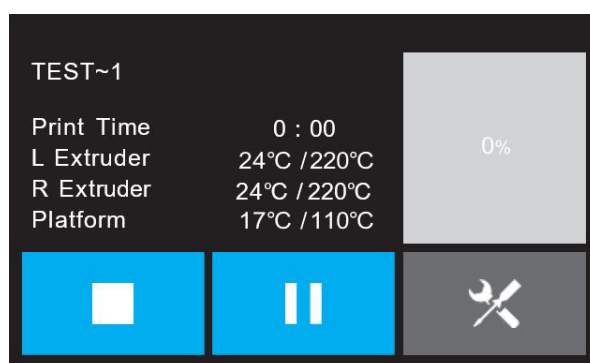 TEST~1
Print Time 0 : 00
L Extruder 24℃ /220℃
R Extruder 24℃ /220℃
Platform 17℃ /110℃
0%